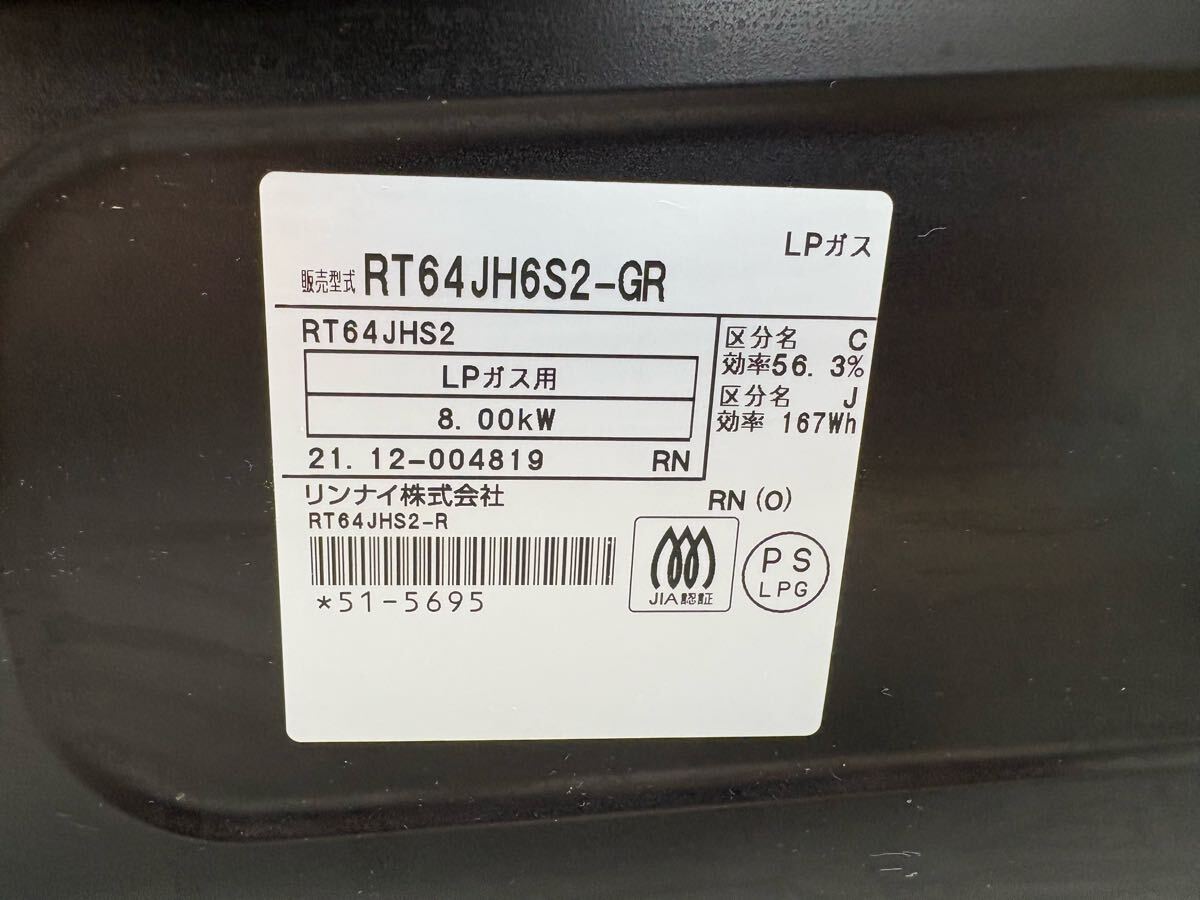 LPガス
販売型式 RT64JH6S2-GR
RT64JHS2
LPガス用
8.00kW
21.12-004819 RN
区分名 C
効率56.3%
区分名 J
効率 167Wh
リンナイ株式会社
RN(O)
RT64JHS2-R
*51-5695
JIA認証
PS
LPG